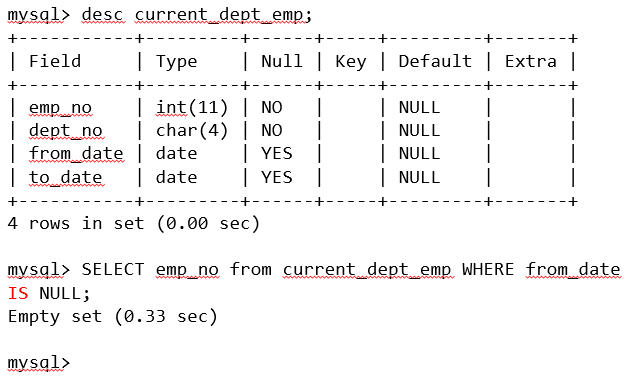 mysql> desc current_dept_emp;
+-----------+---------+------+-----+---------+-------+
| Field     | Type    | Null | Key | Default | Extra |
+-----------+---------+------+-----+---------+-------+
| emp_no    | int(11) | NO   |     | NULL    |       |
| dept_no   | char(4) | NO   |     | NULL    |       |
| from_date | date    | YES  |     | NULL    |       |
| to_date   | date    | YES  |     | NULL    |       |
+-----------+---------+------+-----+---------+-------+
4 rows in set (0.00 sec)
mysql> SELECT emp_no from current_dept_emp WHERE from_date
IS NULL;
Empty set (0.33 sec)
mysql>